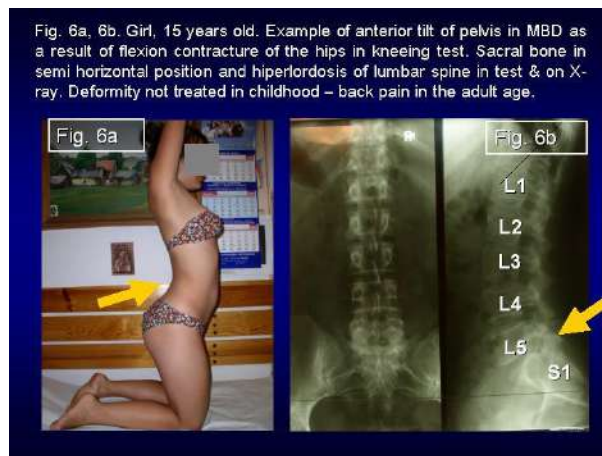 Fig. 6a, 6b. Girl, 15 years old. Example of anterior tilt of pelvis in MBD as
a result of flexion contracture of the hips in kneeing test. Sacral bone in
semi horizontal position and hiperlordosis of lumbar spine in test & on X-
ray. Deformity not treated in childhood – back pain in the adult age.
Fig. 6a
Fig. 6b
L1
L2
L3
L4
L5
S1